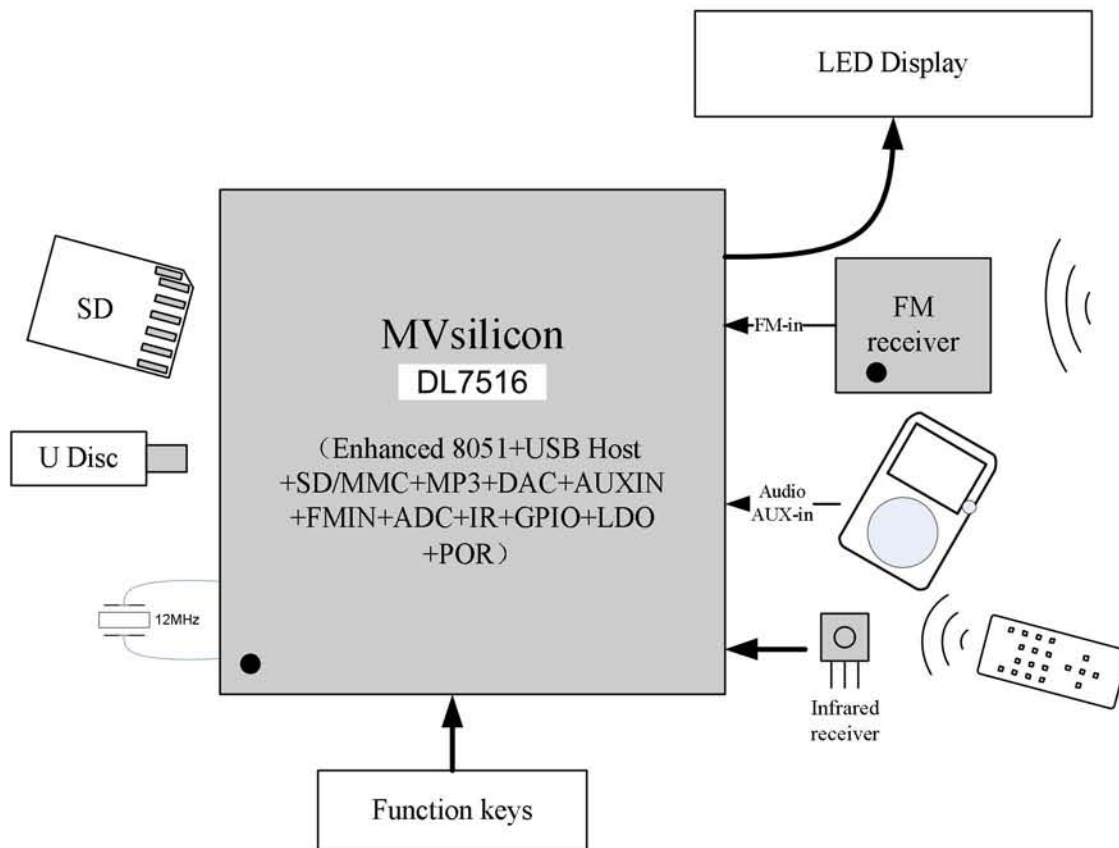 LED Display
SD
MVsilicon
DL7516
（Enhanced 8051+USB Host
+SD/MMC+MP3+DAC+AUXIN
+FMIN+ADC+IR+GPIO+LDO
+POR）
FM-in
FM
receiver
U Disc
Audio
AUX-in
12MHz
Infrared
receiver
Function keys